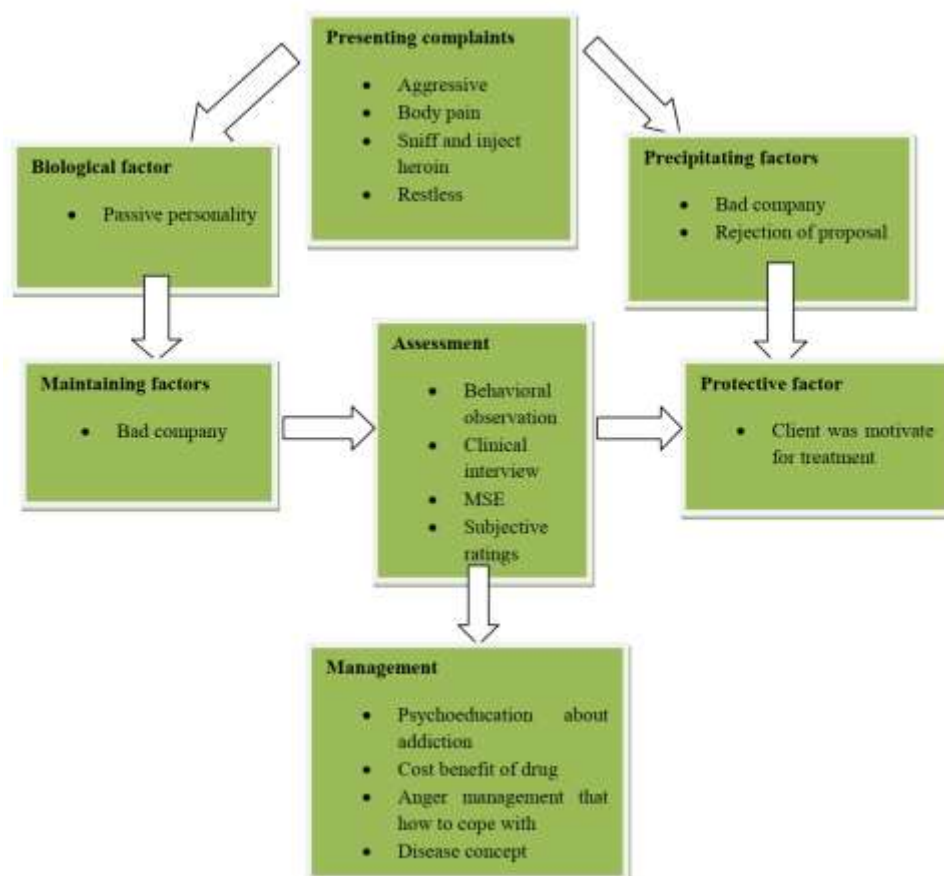 Presenting complaints
• Aggressive
• Body pain
• Sniff and inject
heroin
• Restless
Biological factor
• Passive personality
Precipitating factors
• Bad company
• Rejection of proposal
Maintaining factors
• Bad company
Assessment
• Behavioral
observation
• Clinical
interview
• MSE
• Subjective
ratings
Protective factor
• Client was motivate
for treatment
Management
• Psychoeducation about
addiction
• Cost benefit of drug
• Anger management that
how to cope with
• Disease concept